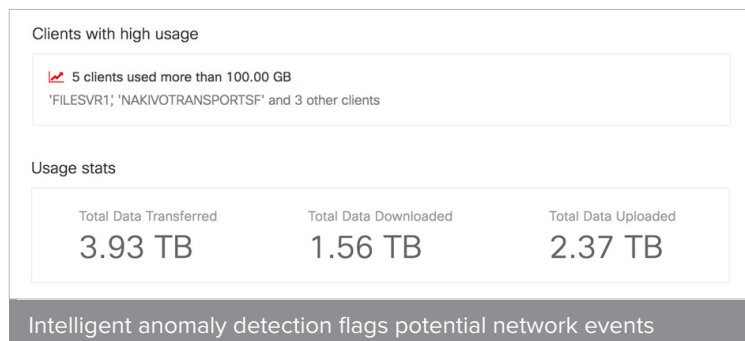 Clients with high usage
5 clients used more than 100.00 GB
'FILESVR1', 'NAKIVOTRANSPORTSF' and 3 other clients
Usage stats
Total Data Transferred Total Data Downloaded Total Data Uploaded
3.93 TB 1.56 TB 2.37 TB
Intelligent anomaly detection flags potential network events